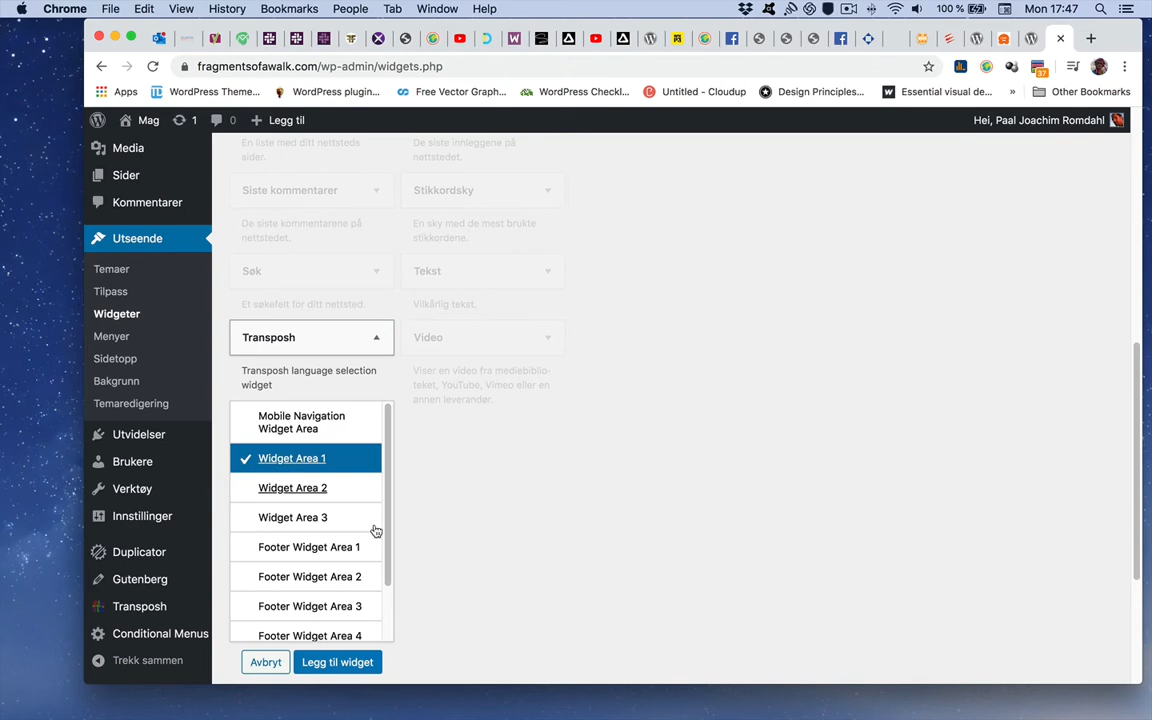 Chrome File Edit View History Bookmarks People Tab Window Help 100 % Mon 17:47
fragmentsofawalk.com/wp-admin/widgets.php
37
Apps WordPress Theme... WordPress plugin... Free Vector Graph... WordPress Checkl... Untitled - Cloudup Design Principles... Essential visual de... » Other Bookmarks
Mag 1 0 Legg til Hei, Paal Joachim Romdahl
Media
Sider
Kommentarer
Utseende
Temaer
Tilpass
Widgeter
Menyer
Sidetopp
Bakgrunn
Temaredigering
Utvidelser
Brukere
Verktøy
Innstillinger
Duplicator
Gutenberg
Transposh
Conditional Menus
Trekk sammen
En liste med ditt nettsteds
sider.
De siste innleggene på
nettstedet.
Siste kommentarer
Stikkordsky
De siste kommentarene på
nettstedet.
En sky med de mest brukte
stikkordene.
Søk
Tekst
Et søkefelt for ditt nettsted.
Vilkårlig tekst.
Transposh
Video
Transposh language selection
widget
Viser en video fra mediebiblio-
teket, YouTube, Vimeo eller en
annen leverandør.
Mobile Navigation
Widget Area
Widget Area 1
Widget Area 2
Widget Area 3
Footer Widget Area 1
Footer Widget Area 2
Footer Widget Area 3
Footer Widget Area 4
Avbryt Legg til widget